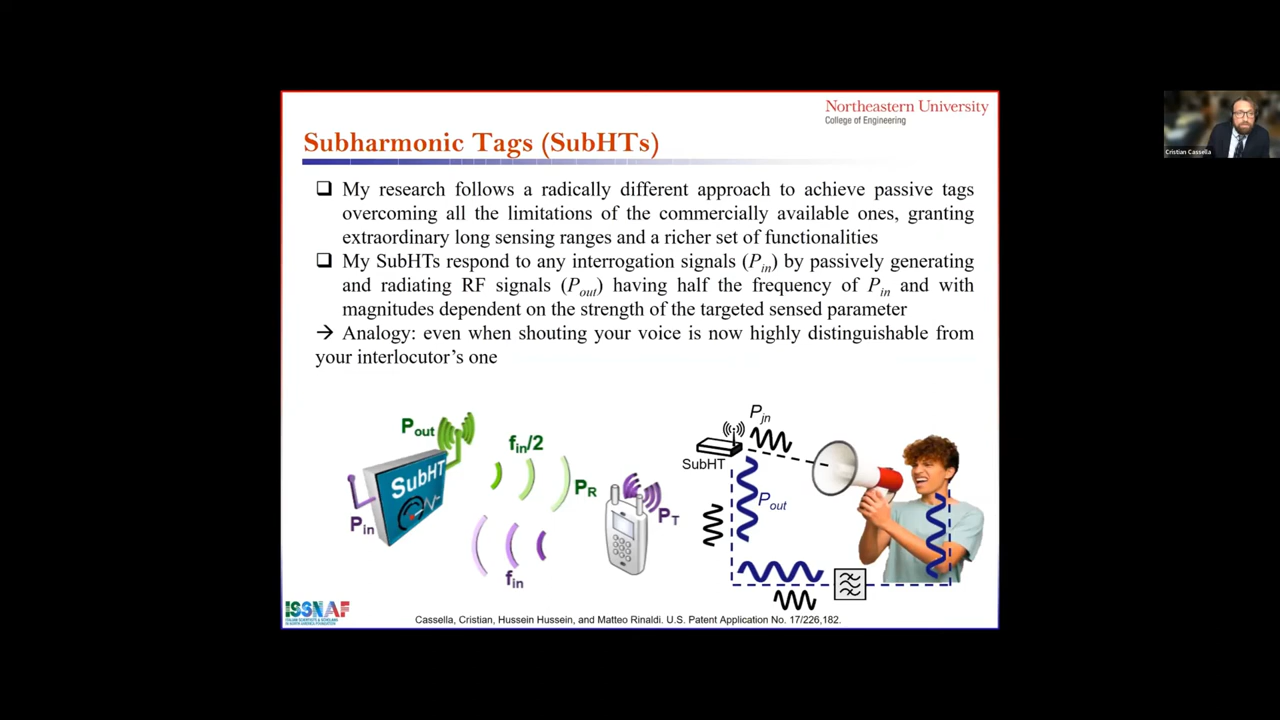 Northeastern University
College of Engineering
Subharmonic Tags (SubHTs)
❑ My research follows a radically different approach to achieve passive tags
overcoming all the limitations of the commercially available ones, granting
extraordinary long sensing ranges and a richer set of functionalities
❑ My SubHTs respond to any interrogation signals (Pin) by passively generating
and radiating RF signals (Pout) having half the frequency of Pin and with
magnitudes dependent on the strength of the targeted sensed parameter
→ Analogy: even when shouting your voice is now highly distinguishable from
your interlocutor's one
Pout
fin/2
SubHT
PR
PT
Pin
fin
Pin
SubHT
Pout
ISSNAF
Cassella, Cristian, Hussein Hussein, and Matteo Rinaldi. U.S. Patent Application No. 17/226,182.
Cristian Cassella